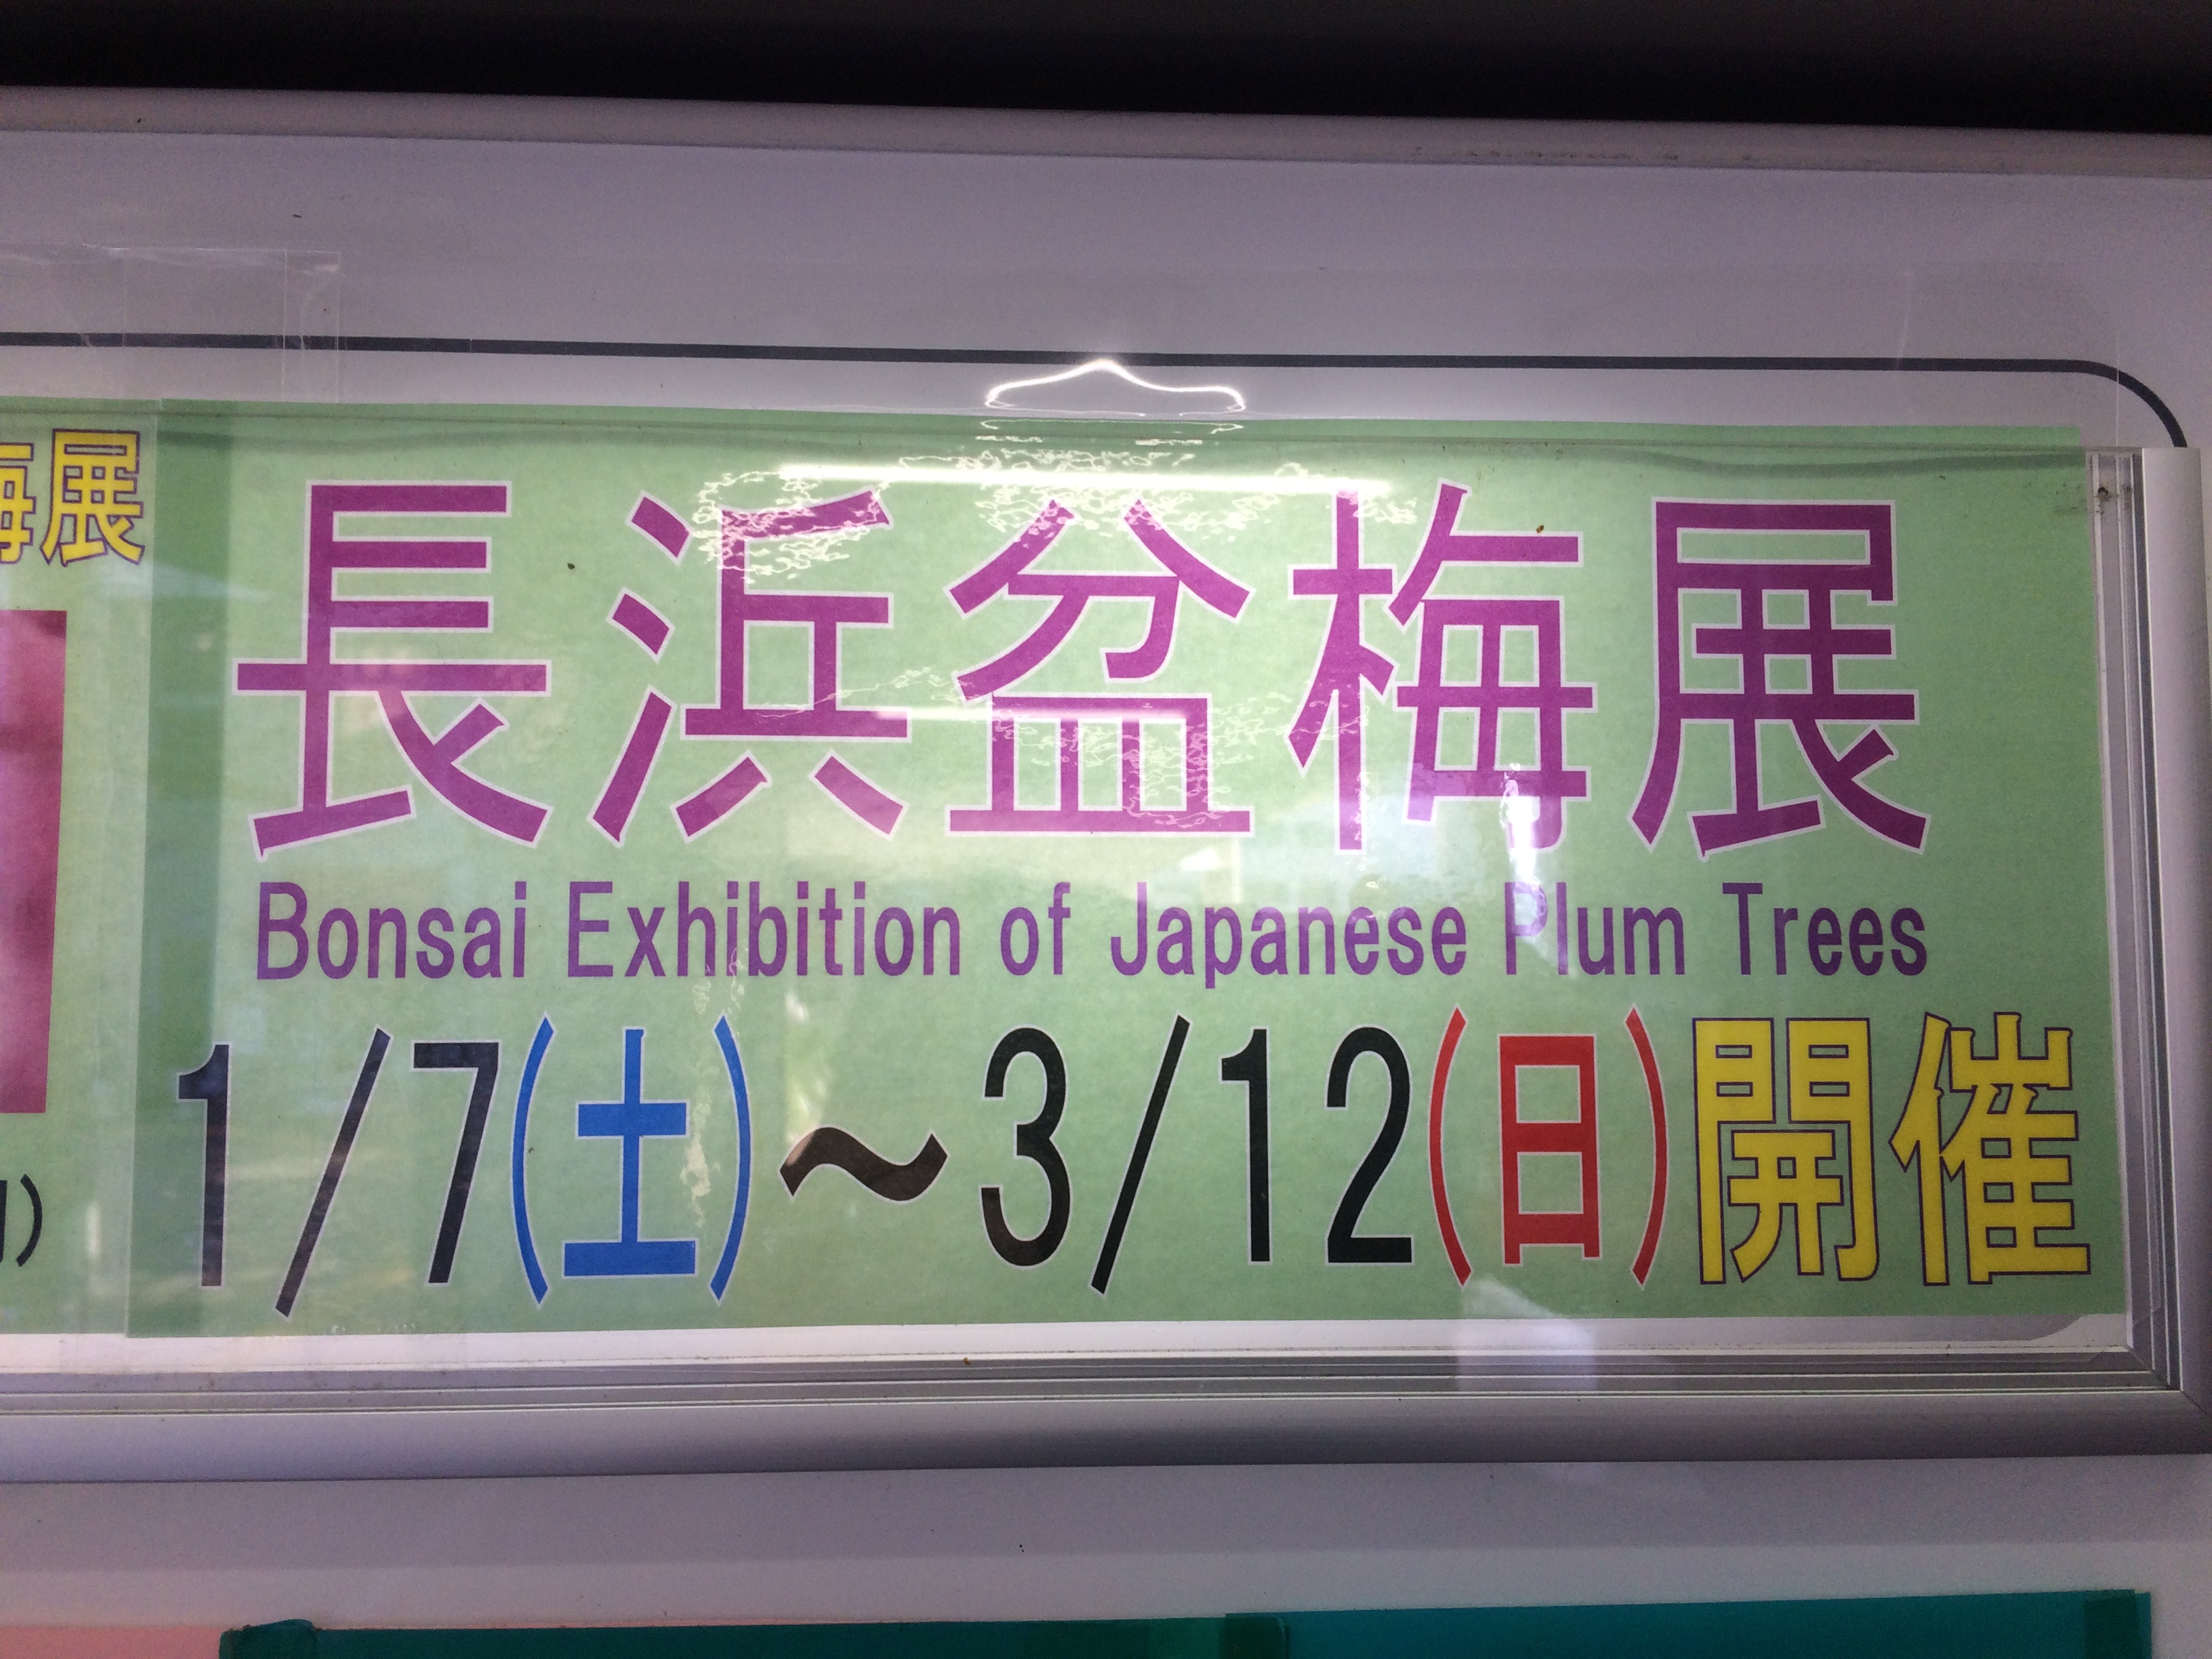 梅展
長浜盆梅展
Bonsai Exhibition of Japanese Plum Trees
1/7(土)~3/12(日)開催